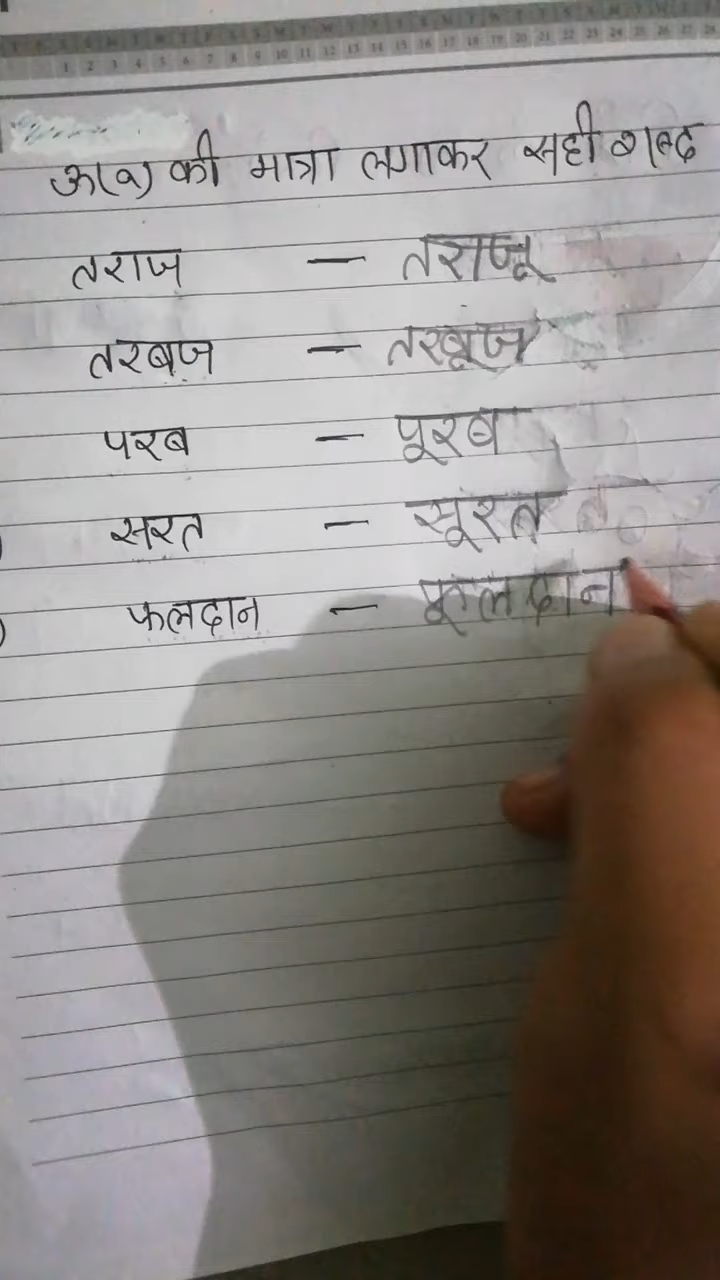 ऊ(ू) की मात्रा लगाकर सही शब्द
तराज — तराजू
तरबज — तरबूज
परब — पूरब
सरत — सूरत
फलदान — फूलदान